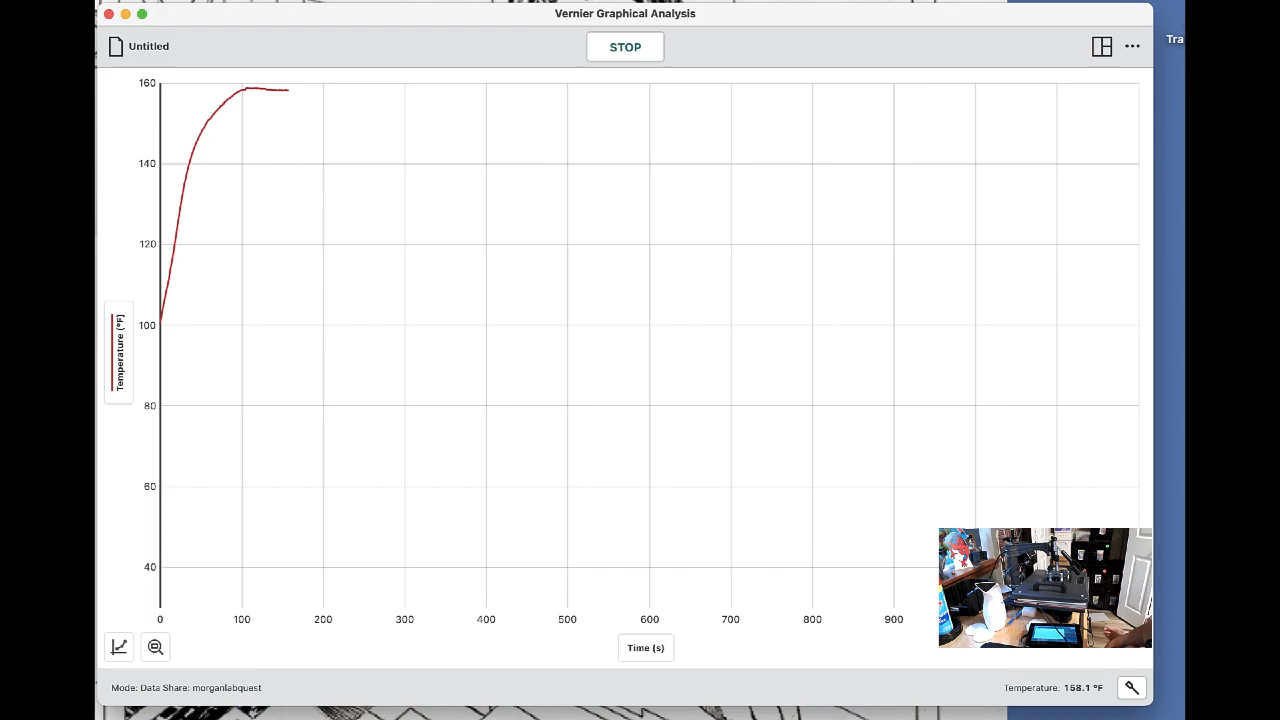 Vernier Graphical Analysis
Untitled
STOP
Tra
160
140
120
100
80
60
40
Temperature (°F)
0
100
200
300
400
500
600
700
800
900
Time (s)
Mode: Data Share: morganlabquest
Temperature: 158.1 °F